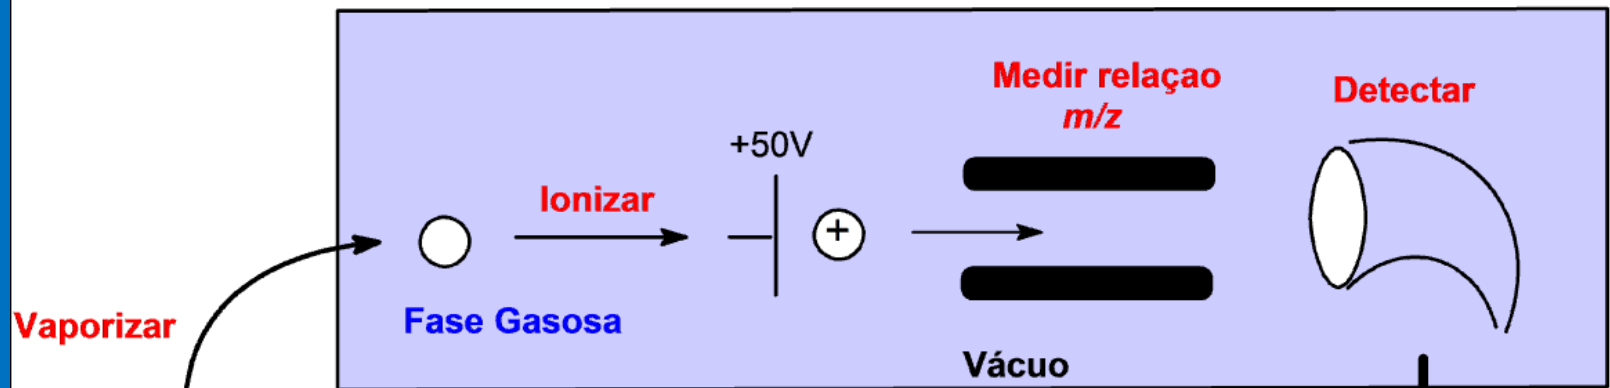 Medir relaçao
m/z
Detectar
+50V
Ionizar
+
Fase Gasosa
Vaporizar
Vácuo